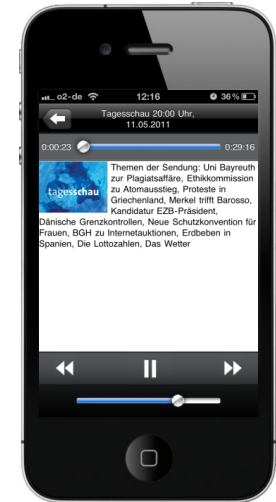 o2-de 12:16 36 %
Tagesschau 20:00 Uhr,
11.05.2011
0:00:23 0:29:16
tagesschau
Themen der Sendung: Uni Bayreuth
zur Plagiatsaffäre, Ethikkommission
zu Atomausstieg, Proteste in
Griechenland, Merkel trifft Barosso,
Kandidatur EZB-Präsident,
Dänische Grenzkontrollen, Neue Schutzkonvention für
Frauen, BGH zu Internetauktionen, Erdbeben in
Spanien, Die Lottozahlen, Das Wetter